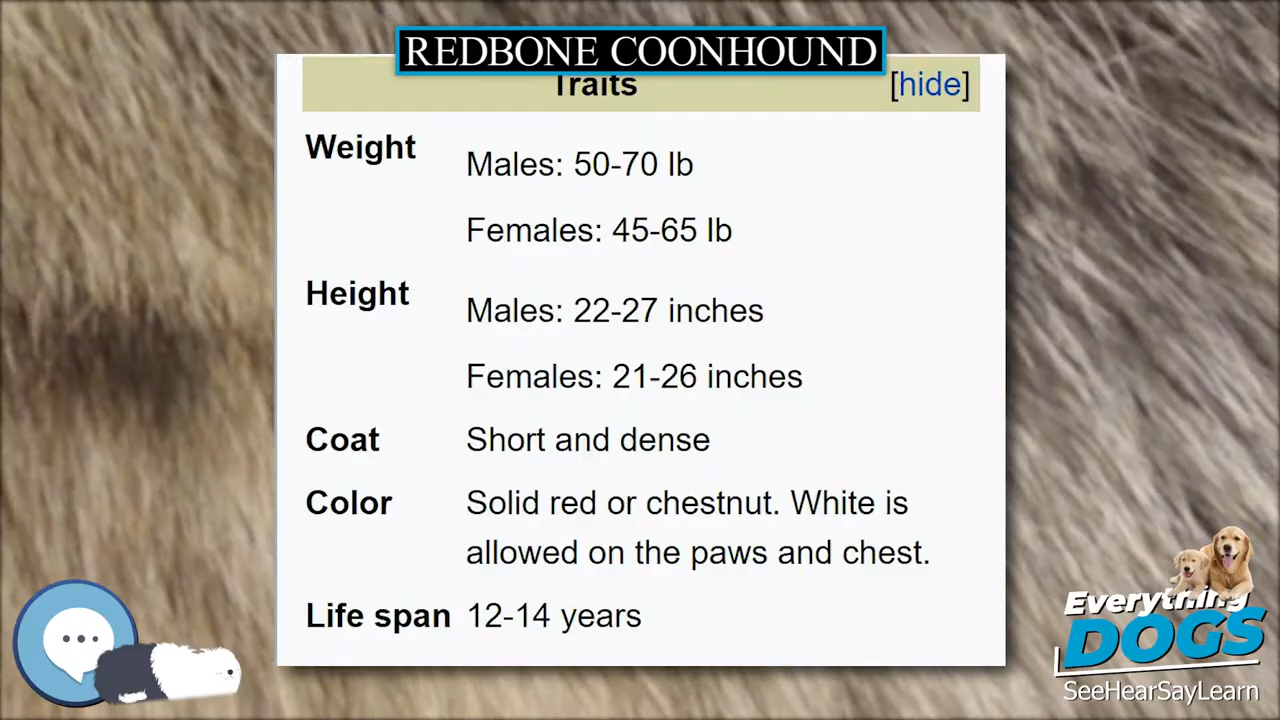 REDBONE COONHOUND
Traits [hide]
Weight Males: 50-70 lb
Females: 45-65 lb
Height Males: 22-27 inches
Females: 21-26 inches
Coat Short and dense
Color Solid red or chestnut. White is
allowed on the paws and chest.
Life span 12-14 years
Everything
DOGS
SeeHearSayLearn